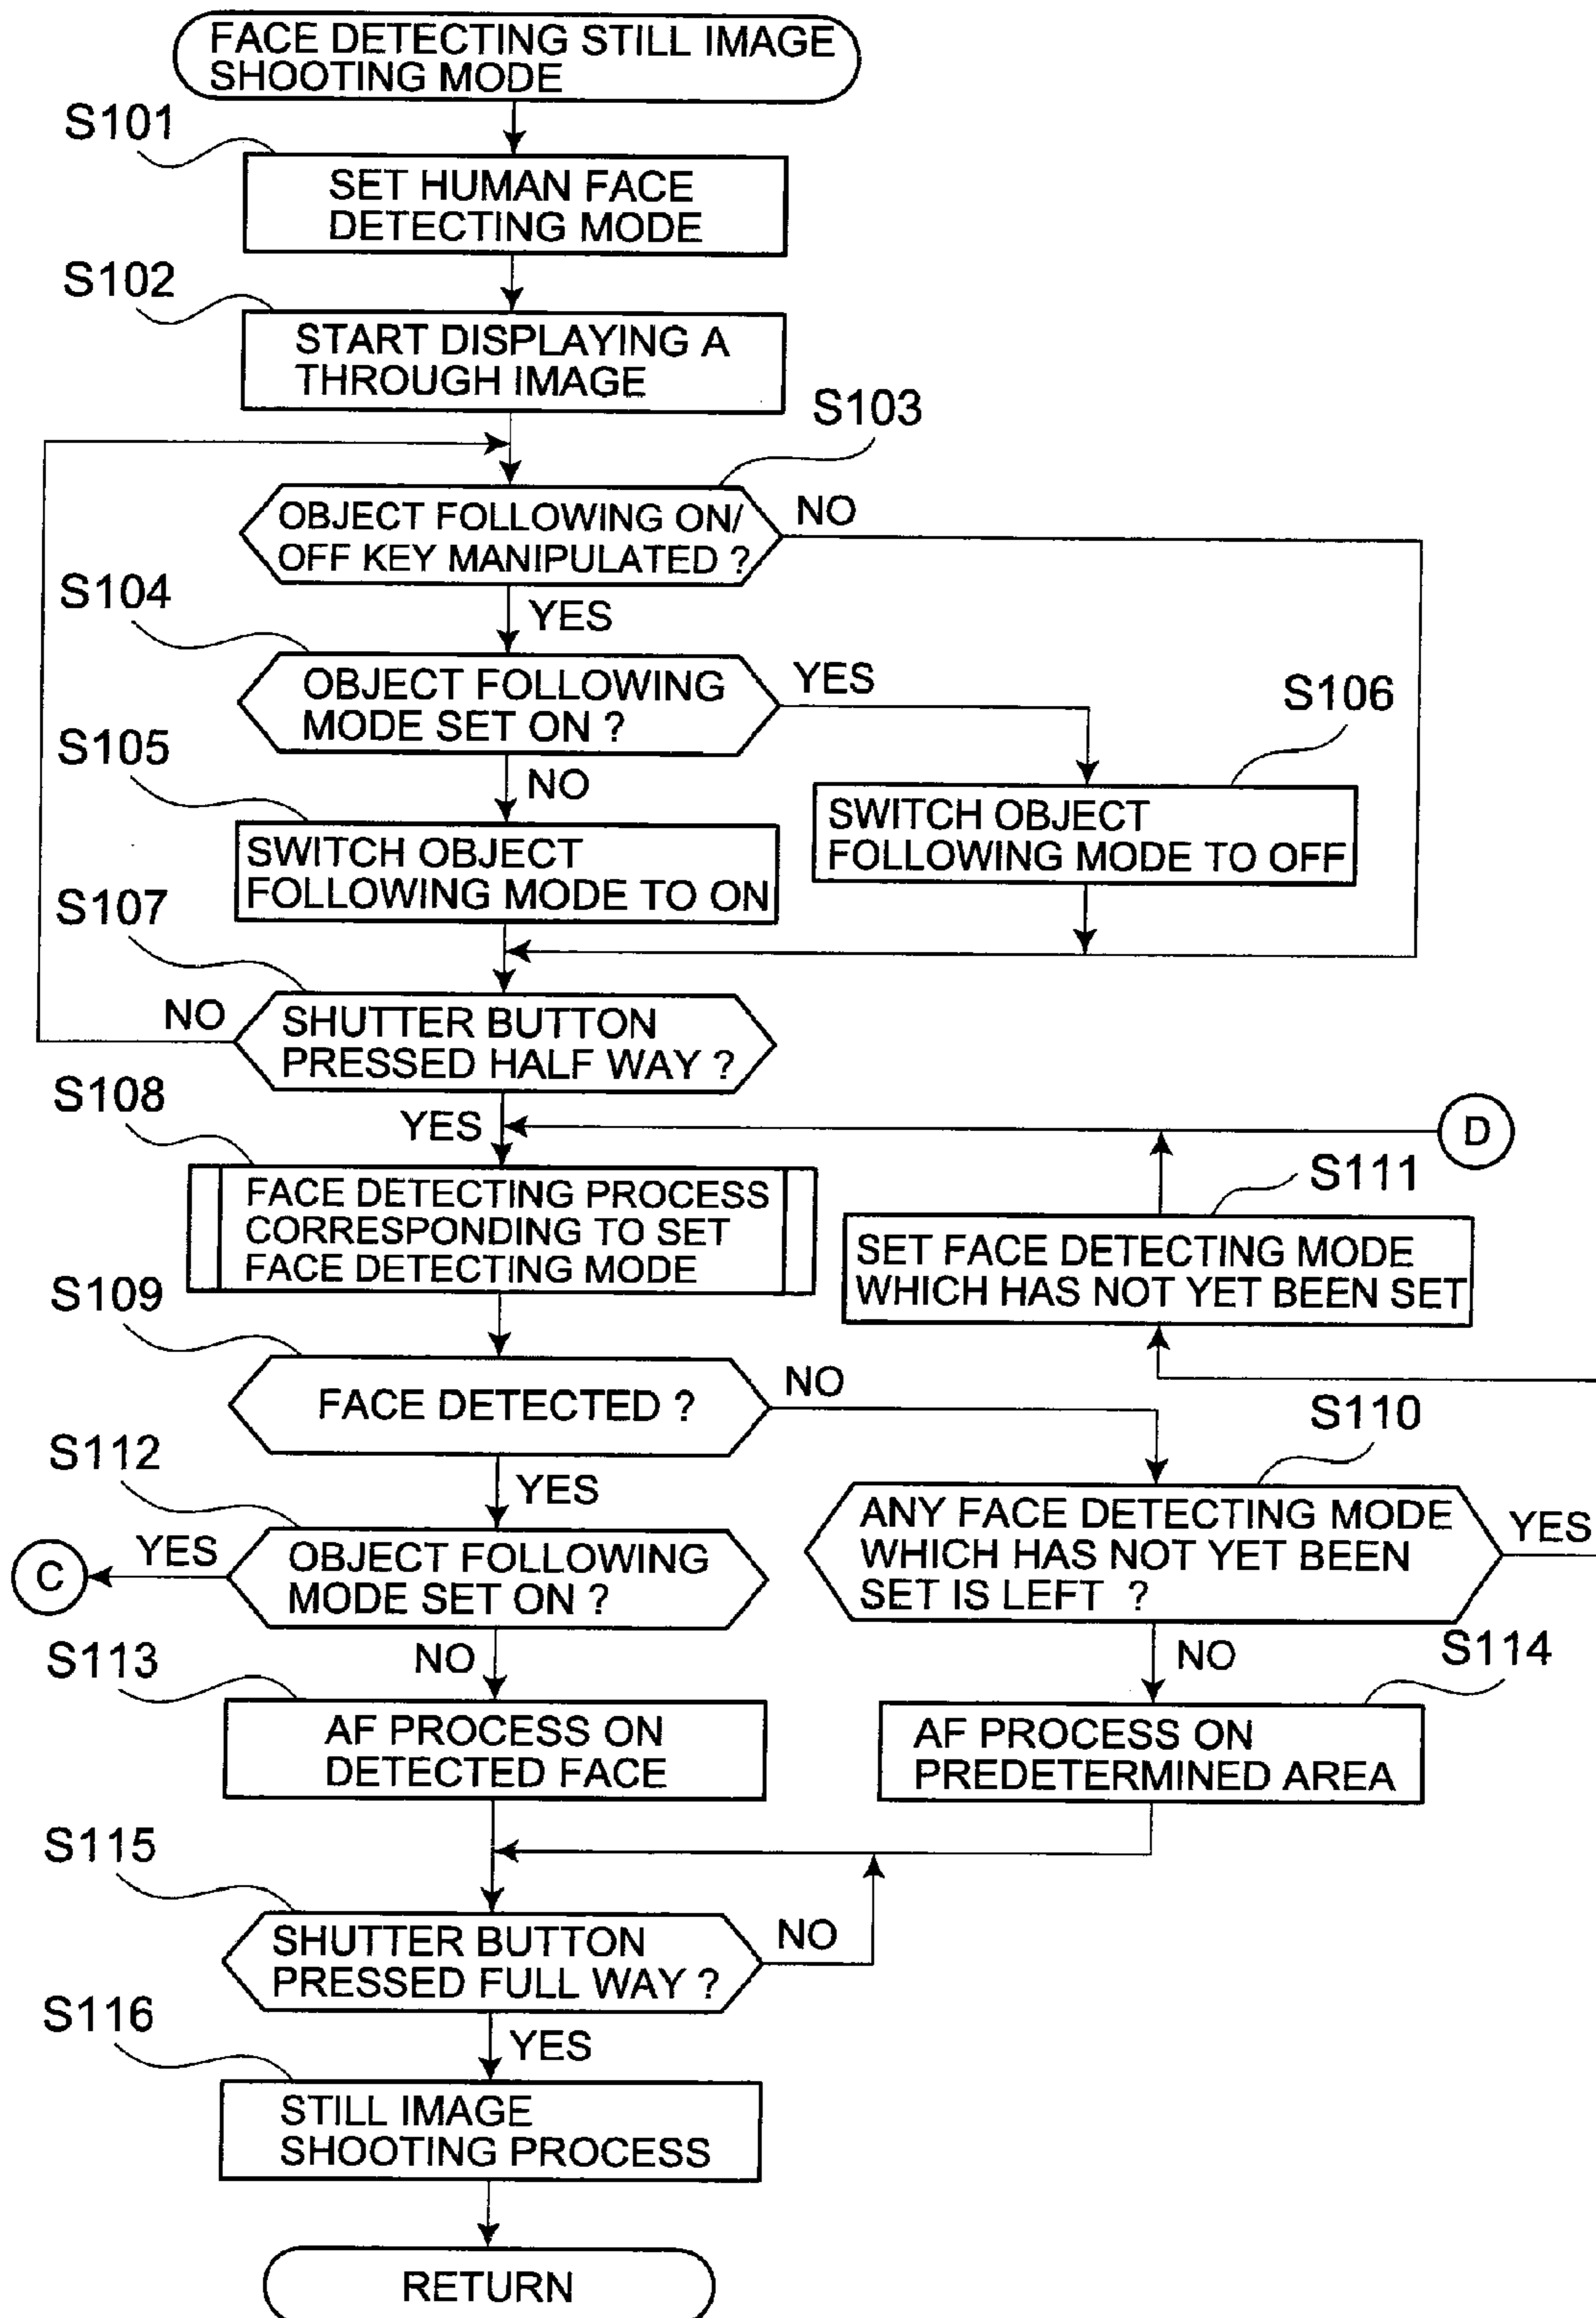 FACE DETECTING STILL IMAGE
SHOOTING MODE
S101
SET HUMAN FACE
DETECTING MODE
S102
START DISPLAYING A
THROUGH IMAGE
S103
OBJECT FOLLOWING ON/
OFF KEY MANIPULATED ?
NO
YES
S104
OBJECT FOLLOWING
MODE SET ON ?
YES
NO
S106
SWITCH OBJECT
FOLLOWING MODE TO OFF
S105
SWITCH OBJECT
FOLLOWING MODE TO ON
S107
SHUTTER BUTTON
PRESSED HALF WAY ?
NO
YES
D
S108
FACE DETECTING PROCESS
CORRESPONDING TO SET
FACE DETECTING MODE
S111
SET FACE DETECTING MODE
WHICH HAS NOT YET BEEN SET
S109
FACE DETECTED ?
NO
YES
S110
ANY FACE DETECTING MODE
WHICH HAS NOT YET BEEN
SET IS LEFT ?
YES
NO
S112
OBJECT FOLLOWING
MODE SET ON ?
YES
C
NO
S113
AF PROCESS ON
DETECTED FACE
S114
AF PROCESS ON
PREDETERMINED AREA
S115
SHUTTER BUTTON
PRESSED FULL WAY ?
NO
YES
S116
STILL IMAGE
SHOOTING PROCESS
RETURN